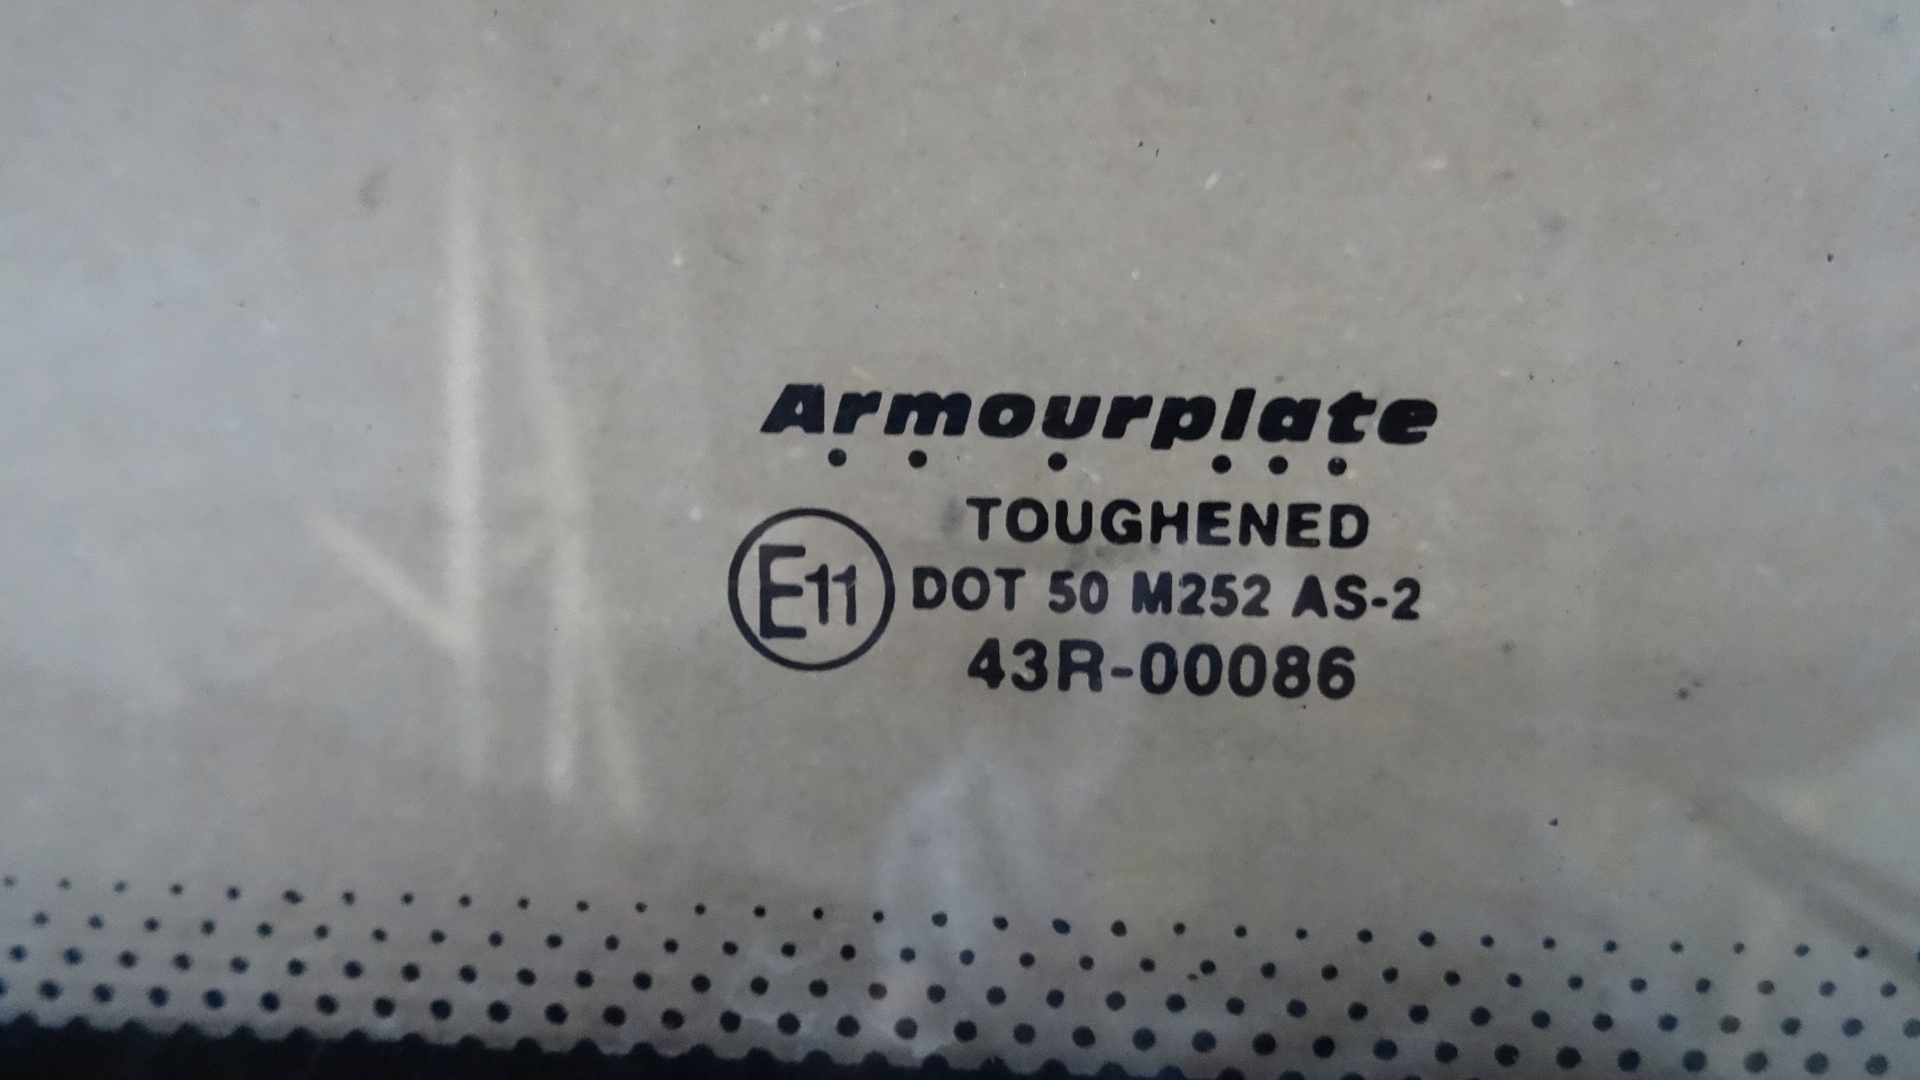 Armourplate
TOUGHENED
E11 DOT 50 M252 AS-2
43R-00086